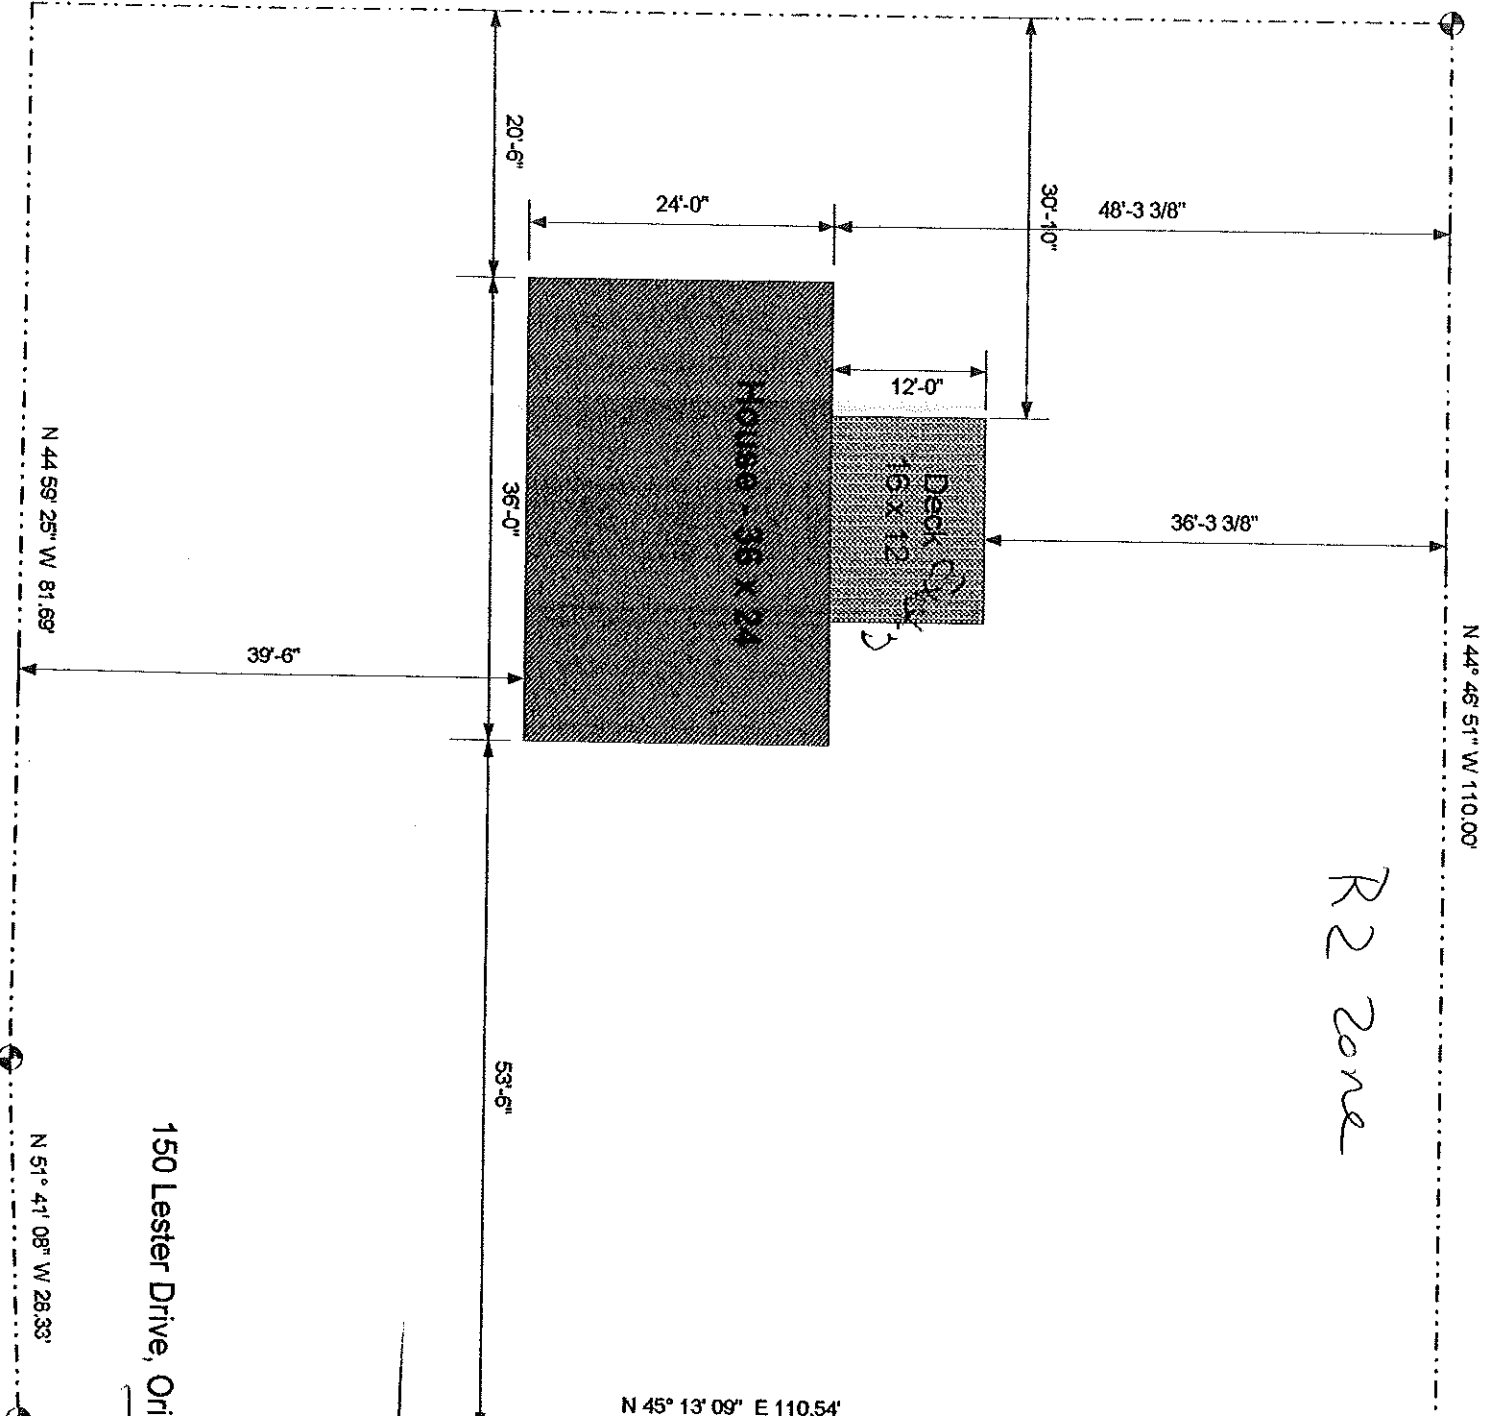 20'-6"
30'-10"
24'-0"
48'-3 3/8"
12'-0"
Deck
16 x 12
House - 36 x 24
36'-0"
36'-3 3/8"
N 44 59' 25" W 81.69'
39'-6"
N 44° 46' 51" W 110.00'
R2 Zone
53'-6"
150 Lester Drive, Ori
N 51° 41' 08" W 28.33'
N 45° 13' 09" E 110.54'